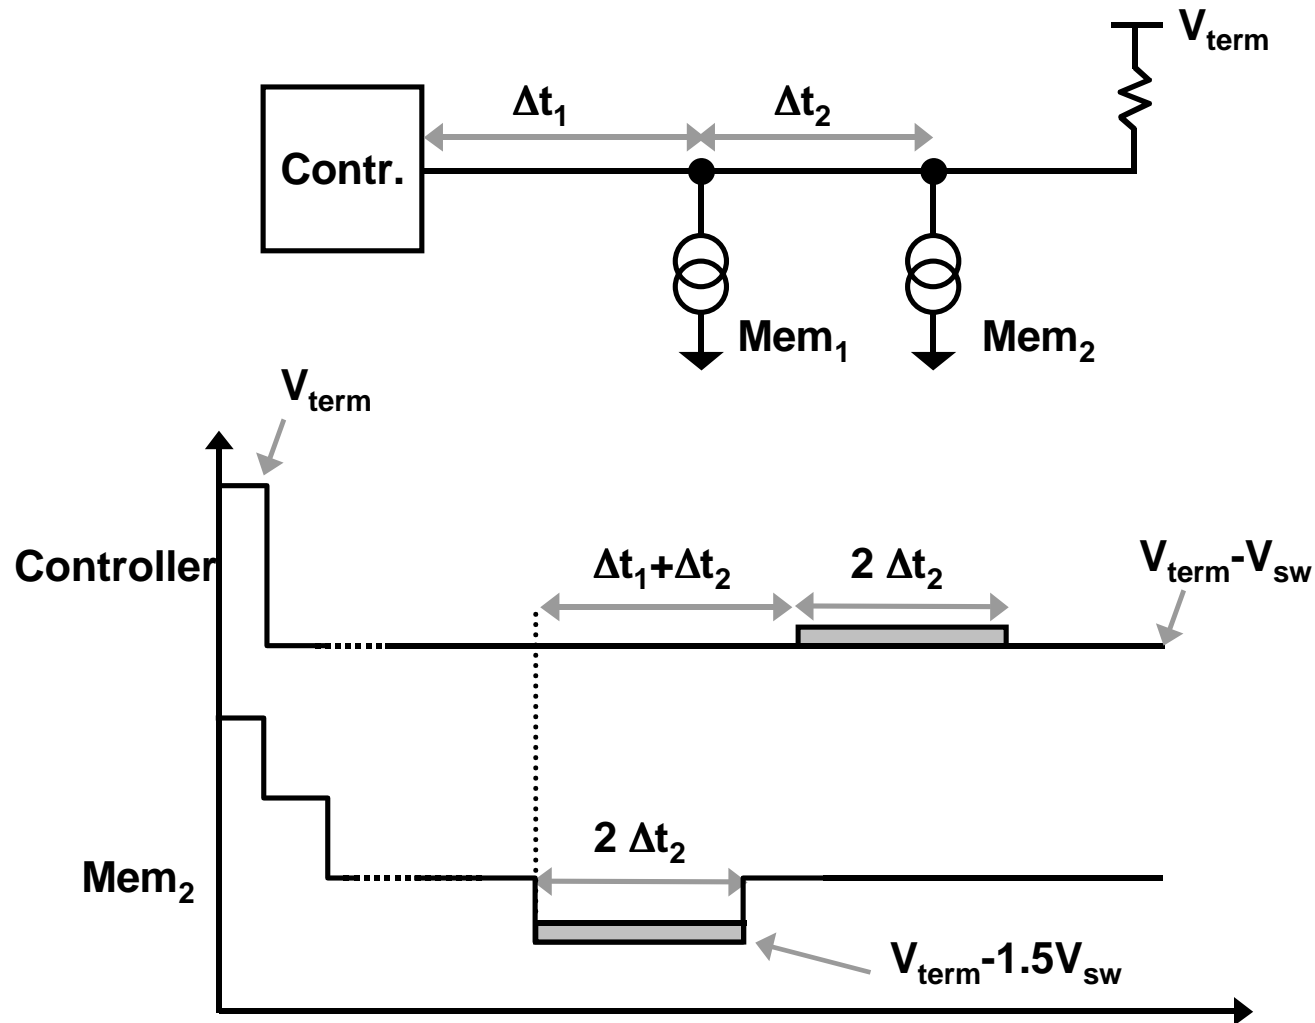 V_term
Δt_1
Δt_2
Contr.
Mem_1
Mem_2
V_term
Controller
Δt_1+Δt_2
2 Δt_2
V_term-V_sw
2 Δt_2
Mem_2
V_term-1.5V_sw